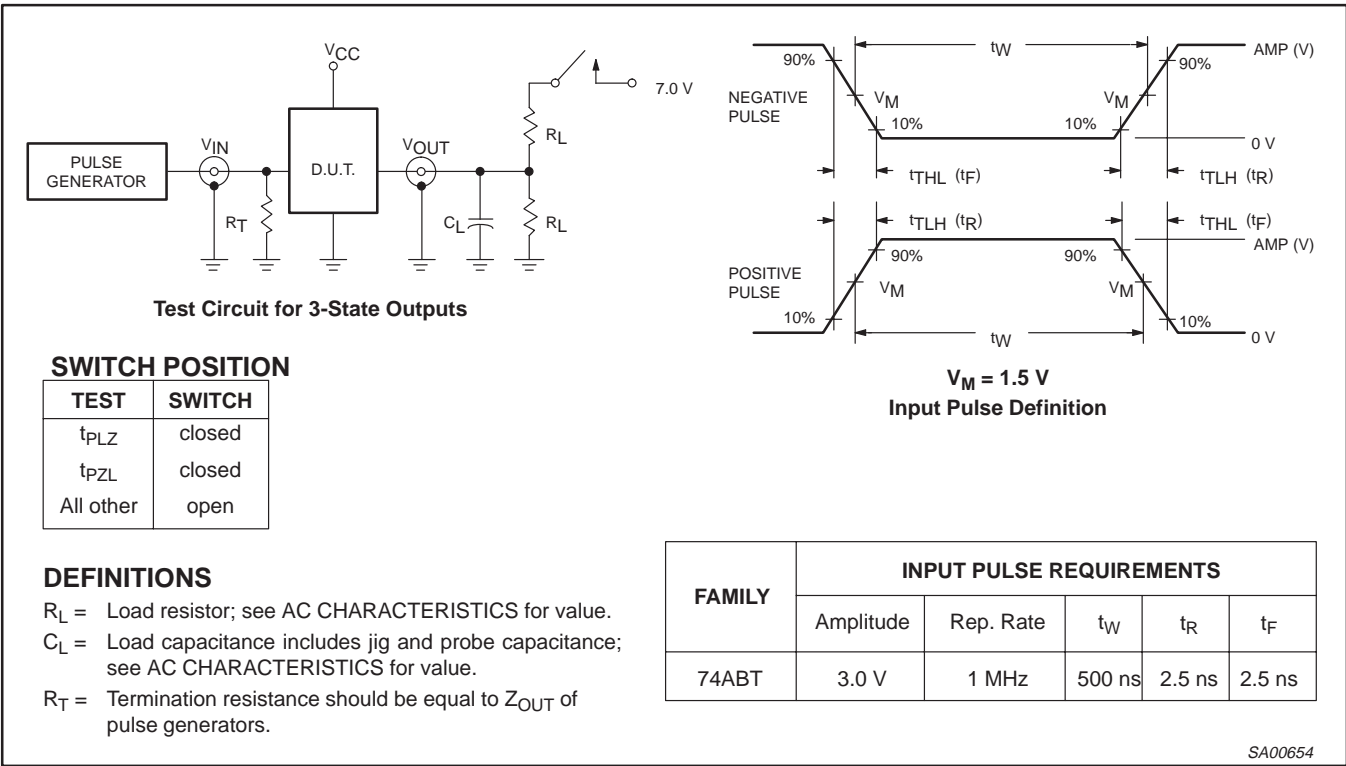 VCC
7.0 V
RL
VIN
VOUT
PULSE
GENERATOR
D.U.T.
RT
CL
RL
Test Circuit for 3-State Outputs
tW
AMP (V)
90%
90%
NEGATIVE
PULSE
VM
VM
10%
10%
0 V
tTHL (tF)
tTLH (tR)
tTLH (tR)
tTHL (tF)
AMP (V)
90%
90%
POSITIVE
PULSE
VM
VM
10%
10%
tW
0 V
VM = 1.5 V
Input Pulse Definition
SWITCH POSITION
TEST SWITCH
tPLZ closed
tPZL closed
All other open
DEFINITIONS
RL = Load resistor; see AC CHARACTERISTICS for value.
CL = Load capacitance includes jig and probe capacitance;
see AC CHARACTERISTICS for value.
RT = Termination resistance should be equal to ZOUT of
pulse generators.
FAMILY INPUT PULSE REQUIREMENTS
Amplitude Rep. Rate tW tR tF
74ABT 3.0 V 1 MHz 500 ns 2.5 ns 2.5 ns
SA00654